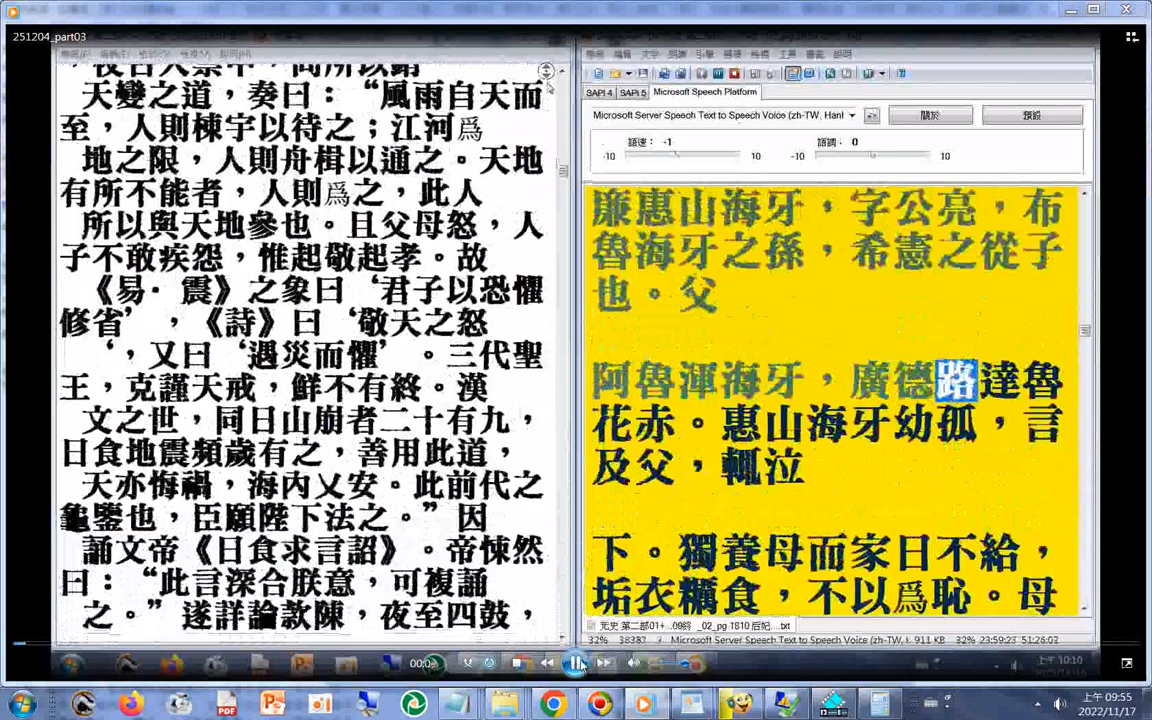 251204_part03
天變之道，奏曰：“風雨自天而
至，人則棟宇以待之；江河爲
地之限，人則舟楫以通之。天地
有所不能者，人則爲之，此人
所以與天地參也。且父母怒，人
子不敢疾怨，惟起敬起孝。故
《易·震》之象曰‘君子以恐懼
修省’，《詩》曰‘敬天之怒
‘，又曰‘遇災而懼’。三代聖
王，克謹天戒，鮮不有終。漢
文之世，同日山崩者二十有九，
日食地震頻歲有之，善用此道，
天亦悔禍，海內乂安。此前代之
龜鑒也，臣願陛下法之。”因
誦文帝《日食求言詔》。帝悚然
曰：“此言深合朕意，可複誦
之。”遂詳論款陳，夜至四鼓，
SAPI 4 SAPI 5 Microsoft Speech Platform
Microsoft Server Speech Text to Speech Voice (zh-TW, Hanl
關於 預設
語速： -1 語調： 0
-10 10 -10 10
廉惠山海牙，字公亮，布
魯海牙之孫，希憲之從子
也。父
阿魯渾海牙，廣德路達魯
花赤。惠山海牙幼孤，言
及父，輒泣
下。獨養母而家日不給，
垢衣糲食，不以爲恥。母
32% 38387 Microsoft Server Speech Text to Speech Voice (zh-TW, H 911 KB 32% 23:59:23 51:26:03
上午 10:10
上午 09:55
2022/11/17